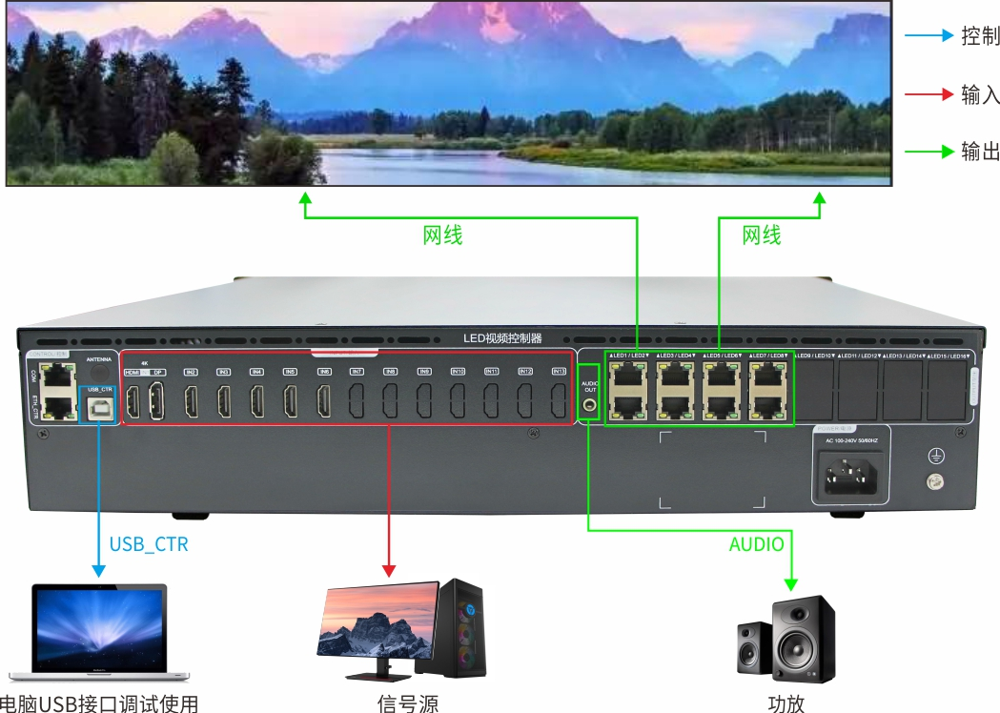 控制
输入
输出
网线
网线
LED视频控制器
ANTENNA
COM
USB_CTR
ETH_CTR
4K
HDMI
DP
IN2
IN3
IN4
IN5
IN6
IN7
IN8
IN9
IN10
IN11
IN12
IN13
AUDIO
OUT
▲LED1 / LED2▼
▲LED3 / LED4▼
▲LED5 / LED6▼
▲LED7 / LED8▼
▲LED9 / LED10▼
▲LED11 / LED12▼
▲LED13 / LED14▼
▲LED15 / LED16▼
AC 100-240V 50/60HZ
USB_CTR
AUDIO
电脑USB接口调试使用
信号源
功放